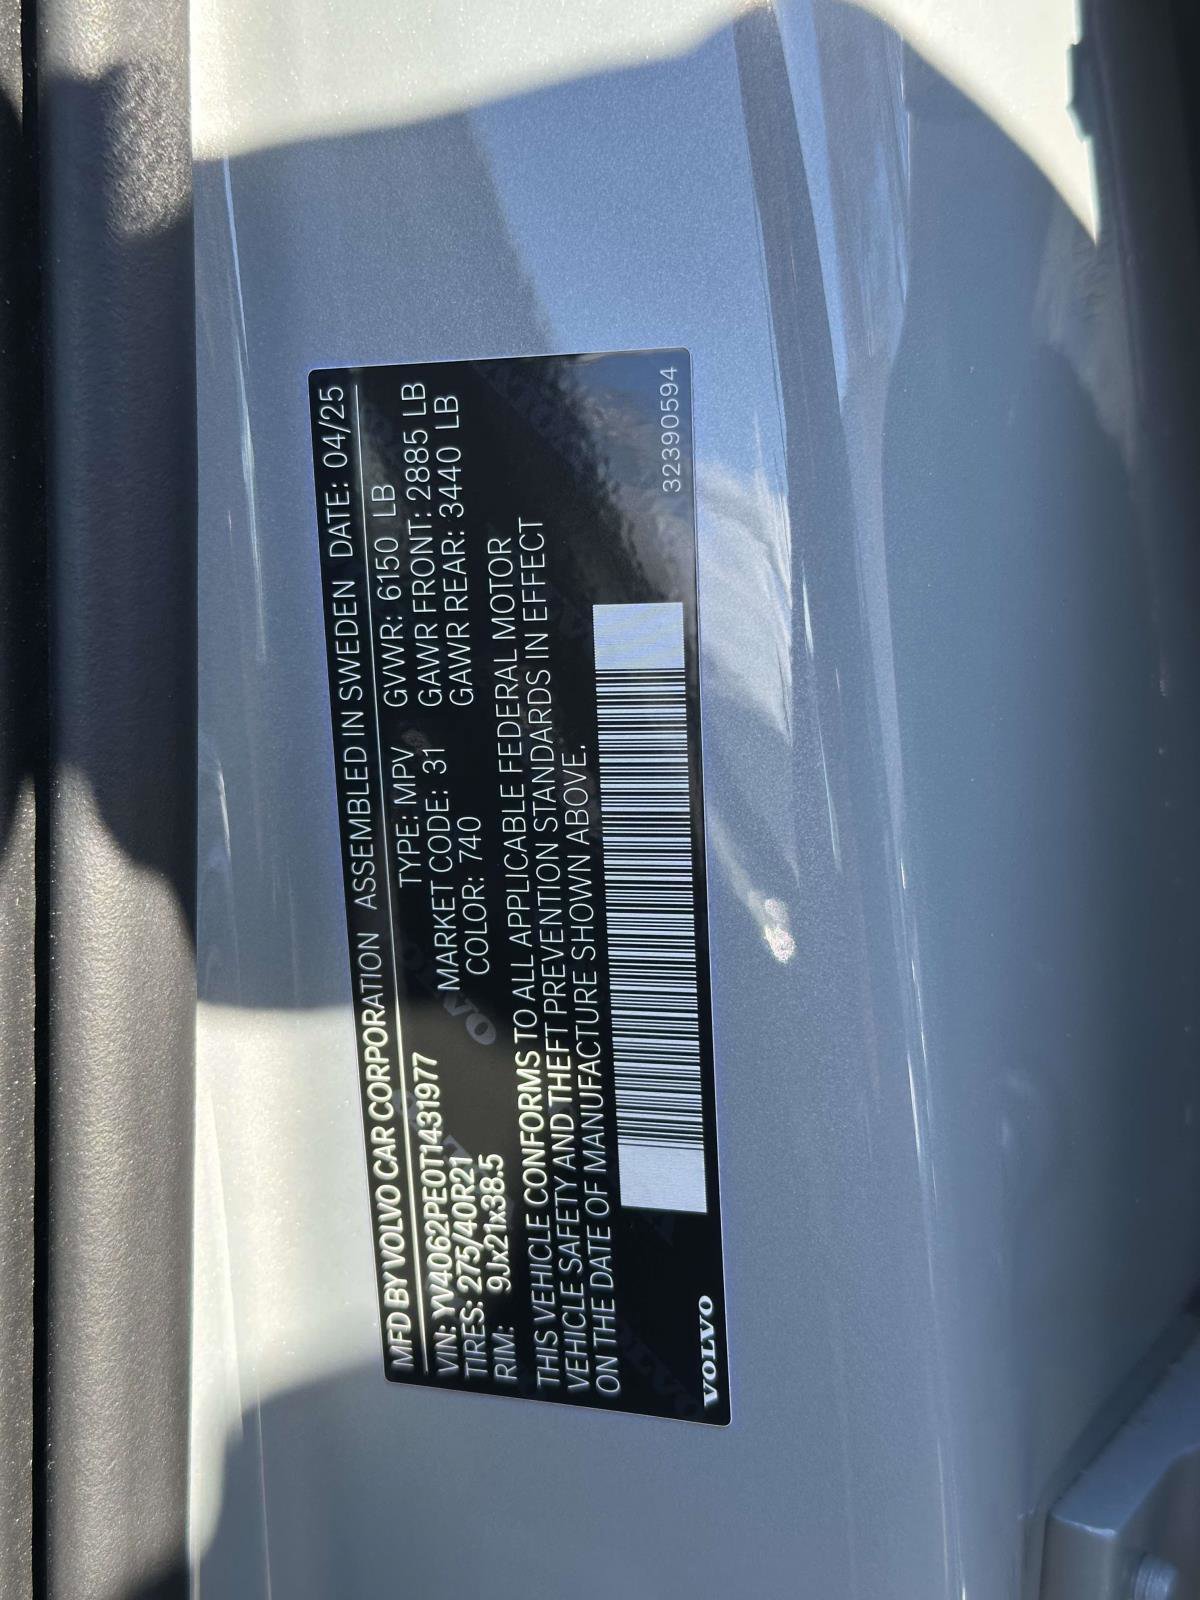 MFD BY VOLVO CAR CORPORATION ASSEMBLED IN SWEDEN DATE: 04/25
VIN: YV4062PE0T1431977 TYPE: MPV GVWR: 6150 LB
TIRES: 275/40R21 MARKET CODE: 31 GAWR FRONT: 2885 LB
RIM: 9Jx21x38.5 COLOR: 740 GAWR REAR: 3440 LB
THIS VEHICLE CONFORMS TO ALL APPLICABLE FEDERAL MOTOR
VEHICLE SAFETY AND THEFT PREVENTION STANDARDS IN EFFECT
ON THE DATE OF MANUFACTURE SHOWN ABOVE.
VOLVO 32390594